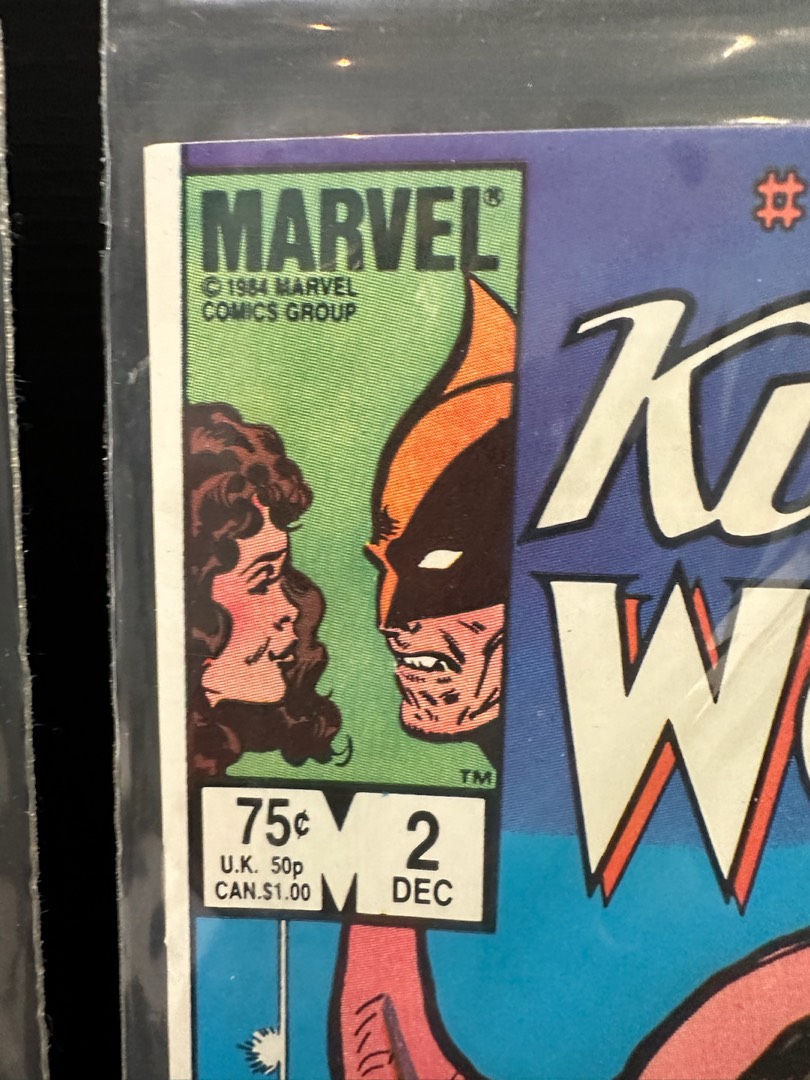 MARVEL®
© 1984 MARVEL
COMICS GROUP
#
TM
75¢
U.K. 50p
CAN.$1.00
2
DEC